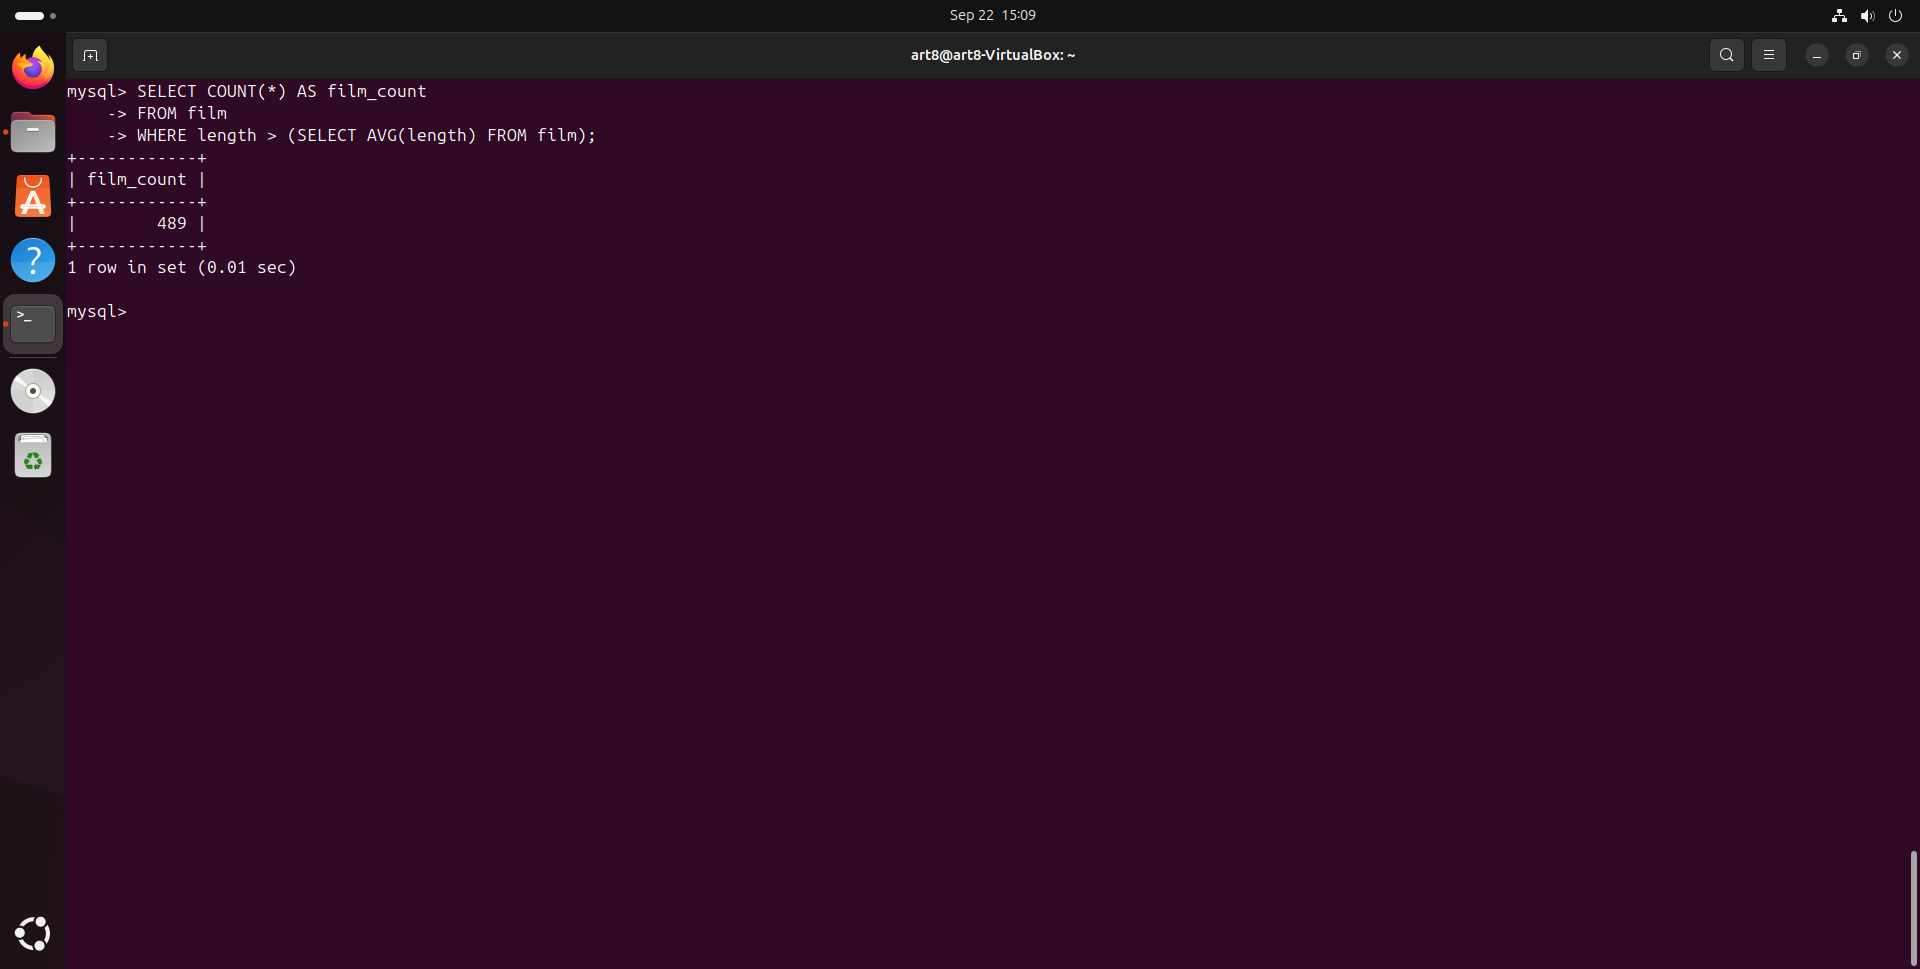 Sep 22 15:09
art8@art8-VirtualBox: ~
mysql> SELECT COUNT(*) AS film_count
    -> FROM film
    -> WHERE length > (SELECT AVG(length) FROM film);
+------------+
| film_count |
+------------+
|        489 |
+------------+
1 row in set (0.01 sec)

mysql>